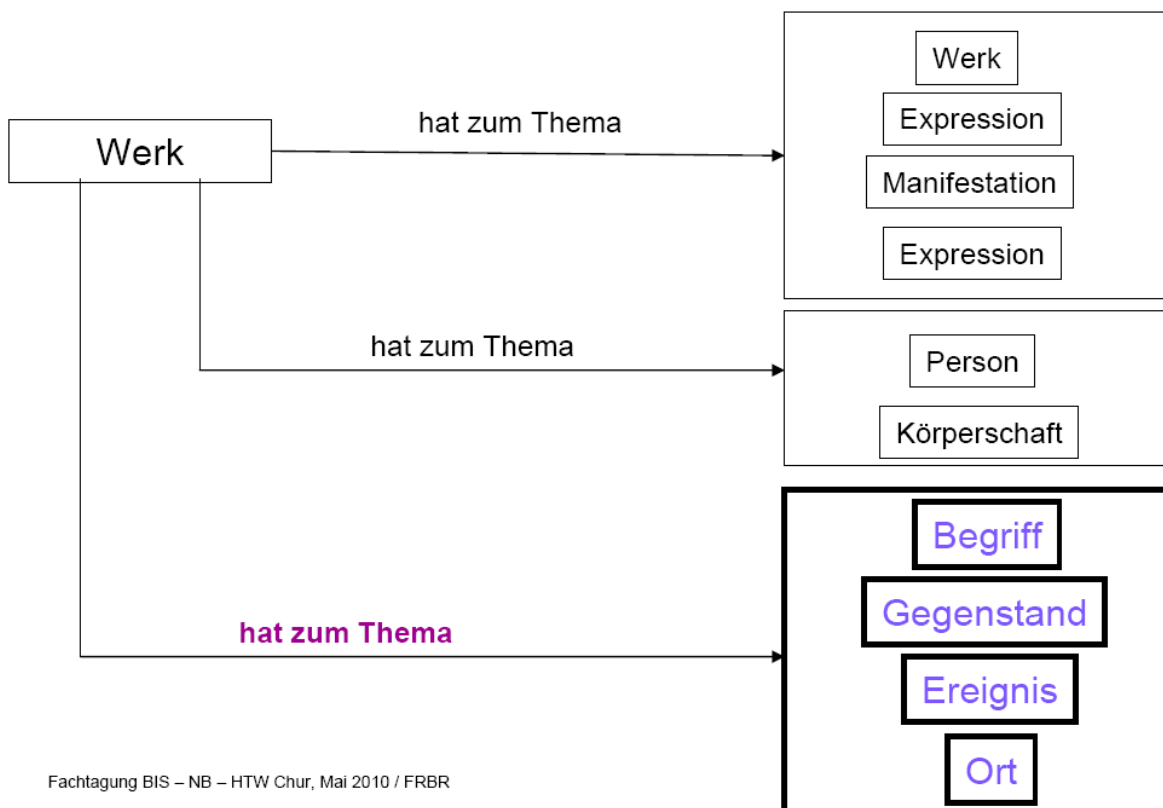 Werk
hat zum Thema
Werk
Expression
Manifestation
Expression
hat zum Thema
Person
Körperschaft
hat zum Thema
Begriff
Gegenstand
Ereignis
Ort
Fachtagung BIS – NB – HTW Chur, Mai 2010 / FRBR